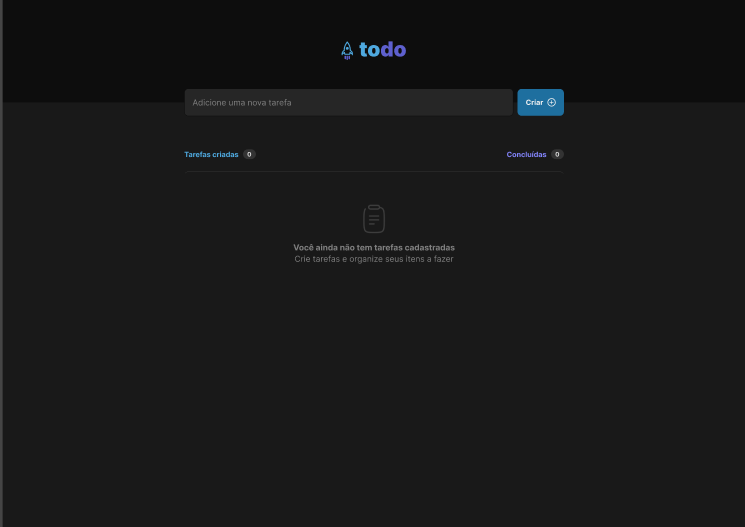 todo
Adicione uma nova tarefa
Criar
Tarefas criadas 0
Concluídas 0
Você ainda não tem tarefas cadastradas
Crie tarefas e organize seus itens a fazer